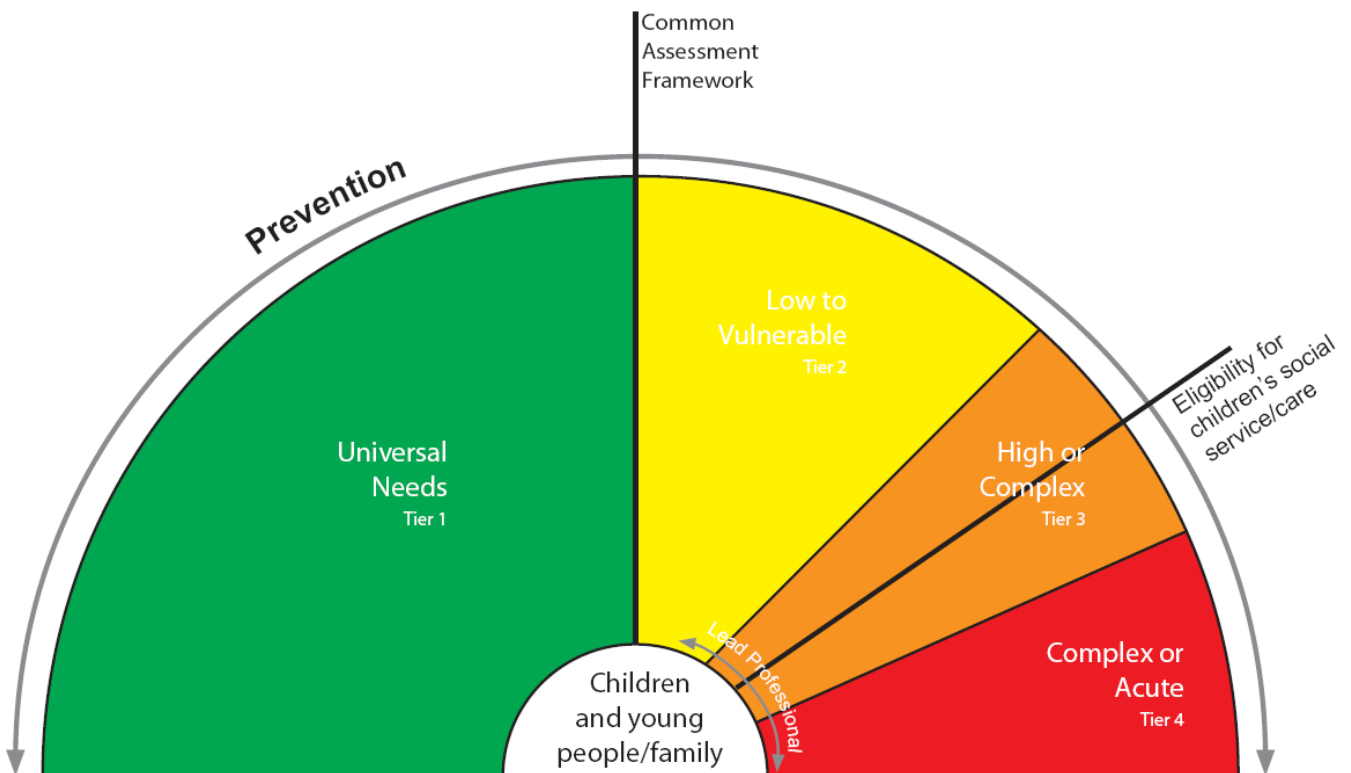 Common
Assessment
Framework
Prevention
Low to
Vulnerable
Tier 2
Eligibility for
children's social
service/care
Universal
Needs
Tier 1
High or
Complex
Tier 3
Lead Professional
Complex or
Acute
Tier 4
Children
and young
people/family